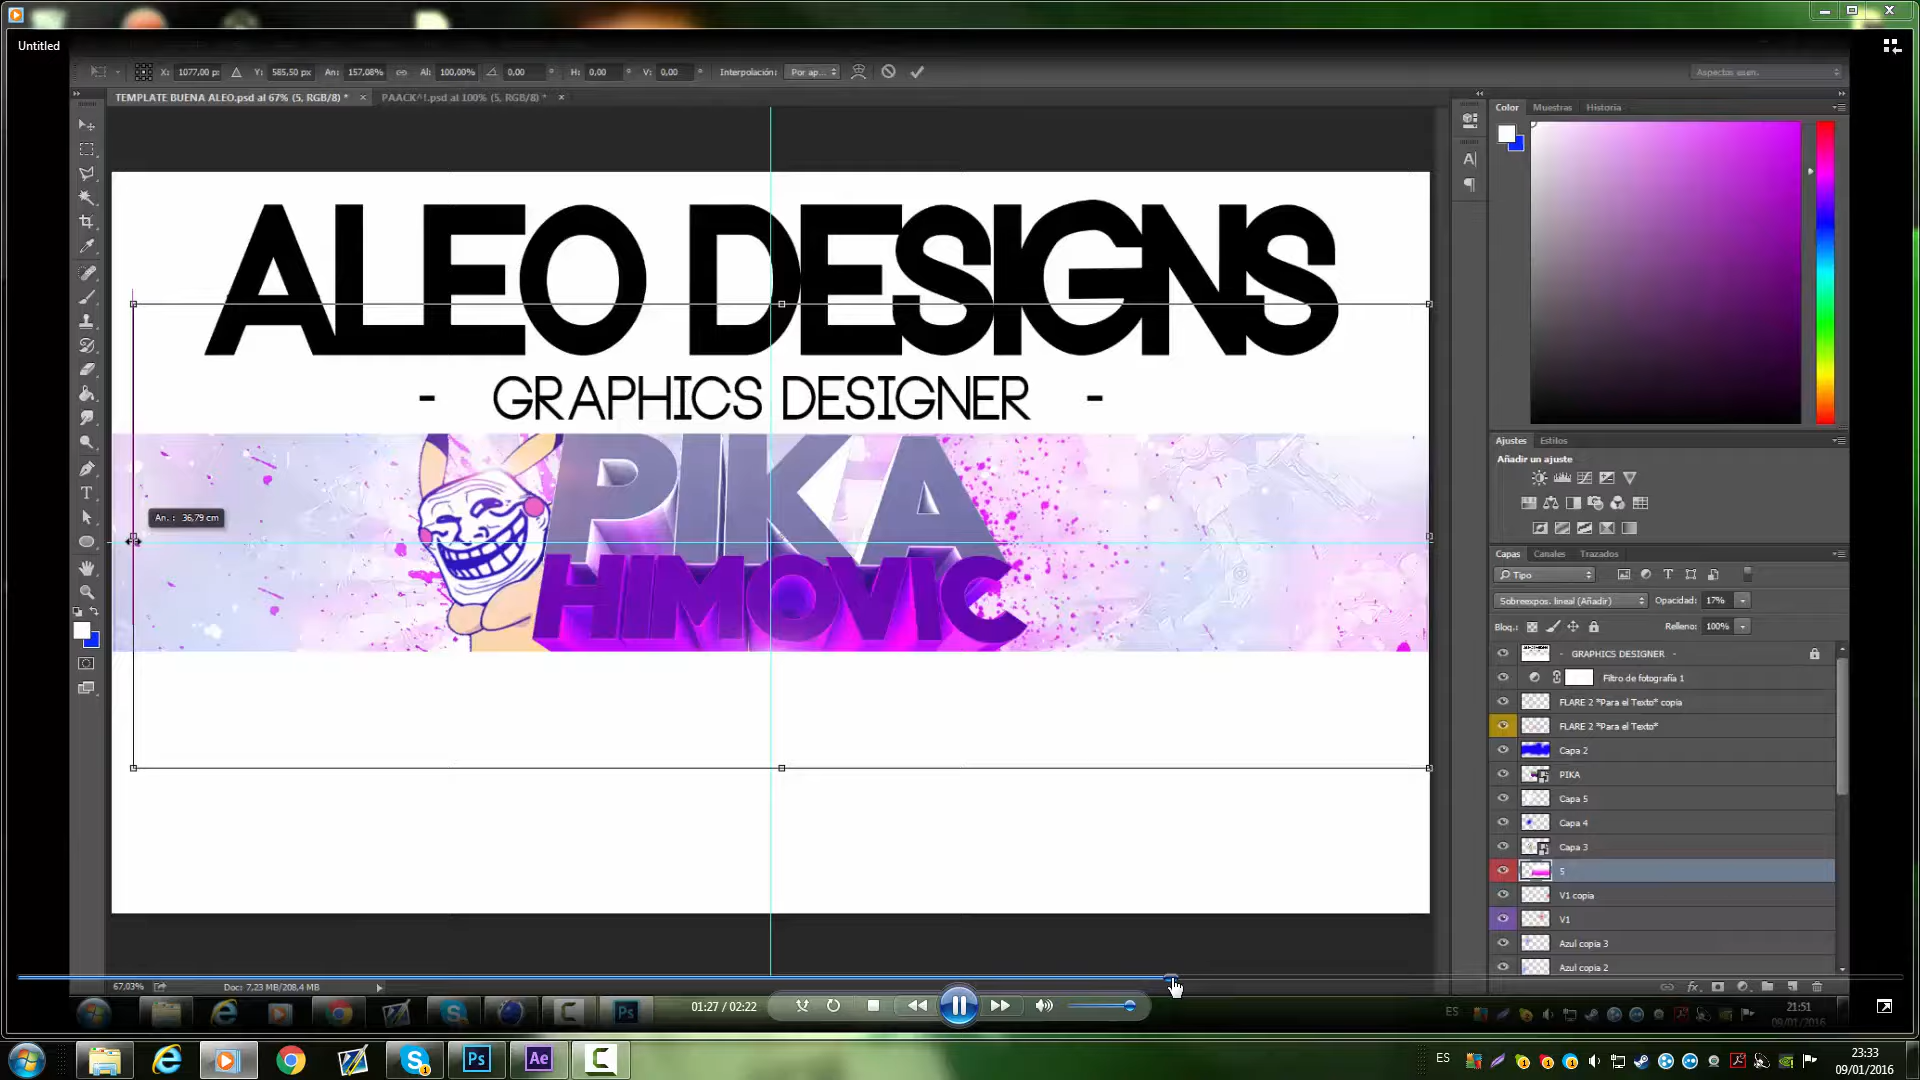 Untitled
X: 1077,00 px Y: 585,50 px An: 157,08% Al: 100,00% 0,00 ° H: 0,00 ° V: 0,00 ° Interpolación: Por ap... Aspectos esen.
TEMPLATE BUENA ALEO.psd al 67% (5, RGB/8) * × PAACK^!.psd al 100% (5, RGB/8) * ×
Color Muestras Historia
ALEO DESIGNS
- GRAPHICS DESIGNER -
PIKA
HIMOVIC
An. : 36,79 cm
Ajustes Estilos
Añadir un ajuste
Capas Canales Trazados
Tipo
Sobreexpos. lineal (Añadir) Opacidad: 17%
Bloq.: Relleno: 100%
- GRAPHICS DESIGNER -
Filtro de fotografía 1
FLARE 2 *Para el Texto* copia
FLARE 2 *Para el Texto*
Capa 2
PIKA
Capa 5
Capa 4
Capa 3
5
V1 copia
V1
Azul copia 3
Azul copia 2
67,03% Doc: 7,23 MB/208,4 MB
01:27 / 02:22
ES 21:51
09/01/2016
Ps Ae
ES 23:33
09/01/2016